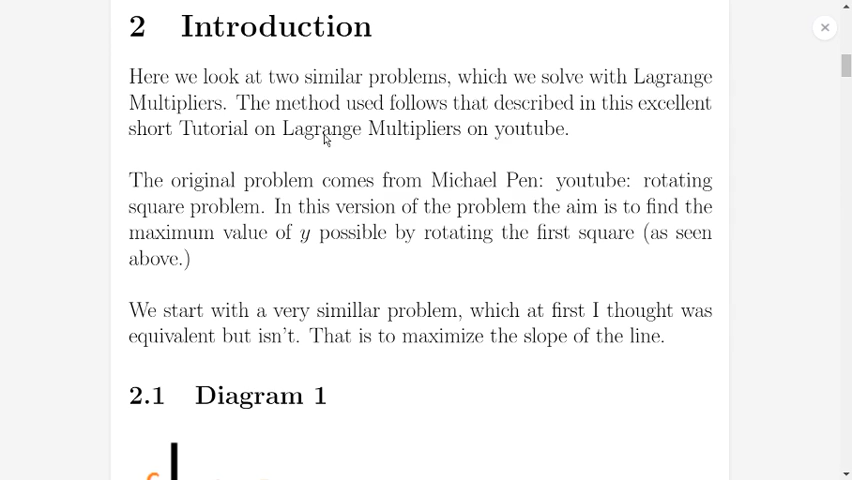 2 Introduction
Here we look at two similar problems, which we solve with Lagrange
Multipliers. The method used follows that described in this excellent
short Tutorial on Lagrange Multipliers on youtube.
The original problem comes from Michael Pen: youtube: rotating
square problem. In this version of the problem the aim is to find the
maximum value of y possible by rotating the first square (as seen
above.)
We start with a very simillar problem, which at first I thought was
equivalent but isn't. That is to maximize the slope of the line.
2.1 Diagram 1